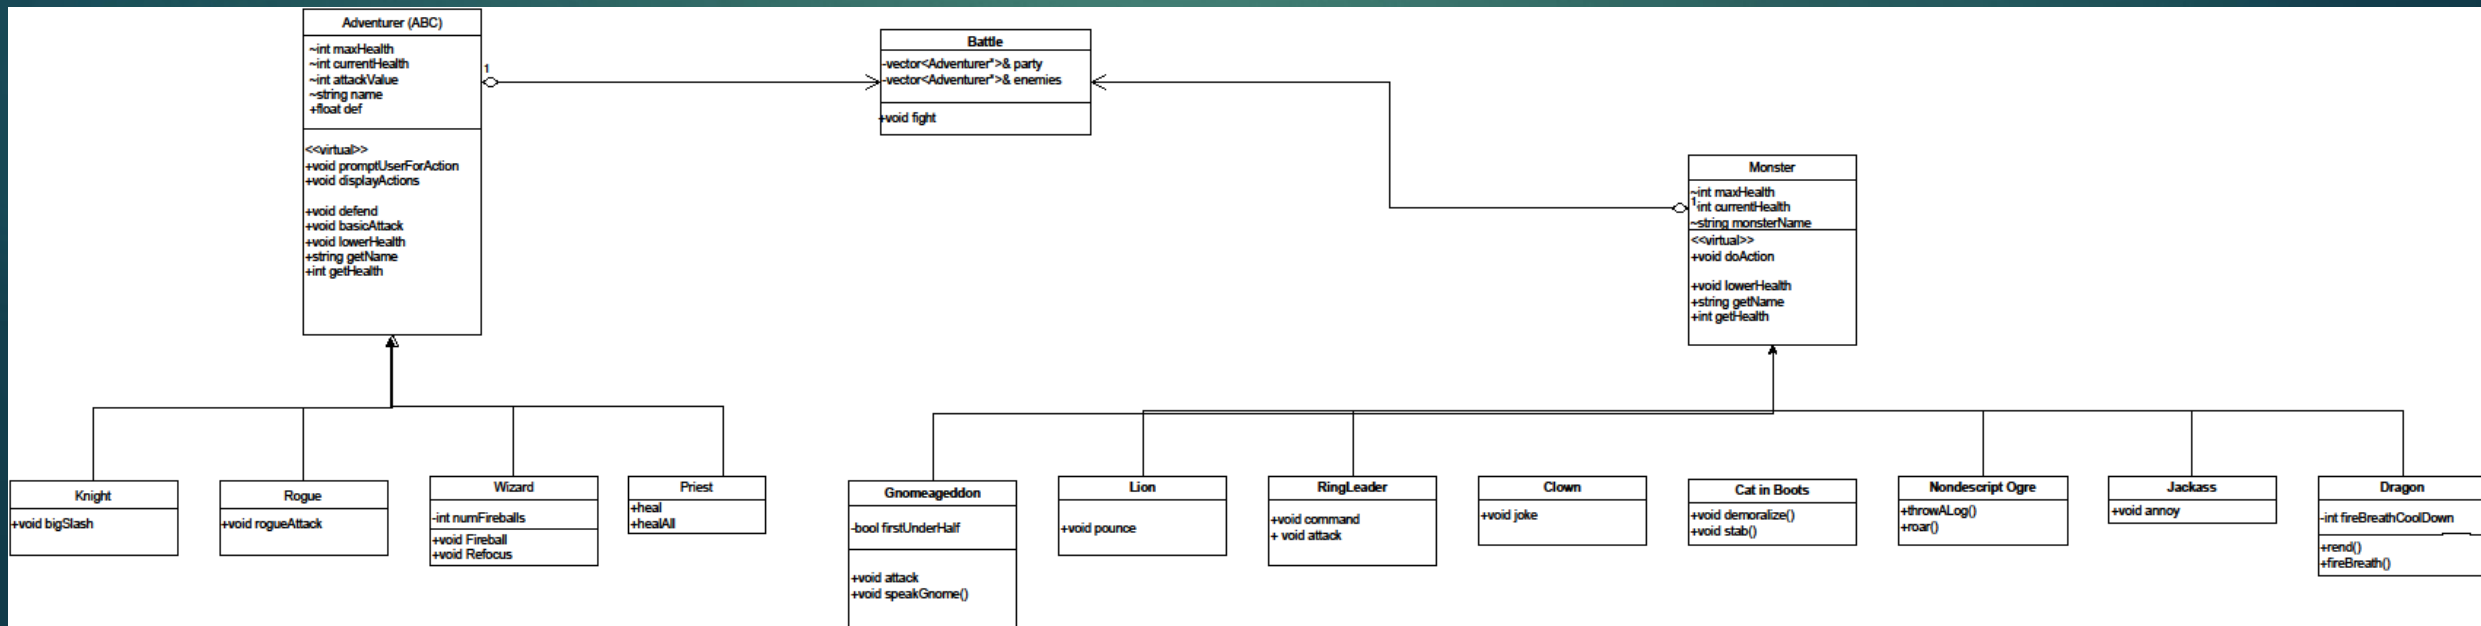 Adventurer (ABC)
~int maxHealth
~int currentHealth
~int attackValue
~string name
+float def
<<virtual>>
+void promptUserForAction
+void displayActions
+void defend
+void basicAttack
+void lowerHealth
+string getName
+int getHealth
1
Battle
-vector<Adventurer*>& party
-vector<Adventurer*>& enemies
+void fight
Monster
~int maxHealth
1
int currentHealth
~string monsterName
<<virtual>>
+void doAction
+void lowerHealth
+string getName
+int getHealth
Knight
+void bigSlash
Rogue
+void rogueAttack
Wizard
-int numFireballs
+void Fireball
+void Refocus
Priest
+heal
+healAll
Gnomeageddon
-bool firstUnderHalf
+void attack
+void speakGnome()
Lion
+void pounce
RingLeader
+void command
+ void attack
Clown
+void joke
Cat in Boots
+void demoralize()
+void stab()
Nondescript Ogre
+throwALog()
+roar()
Jackass
+void annoy
Dragon
-int fireBreathCoolDown
+rend()
+fireBreath()